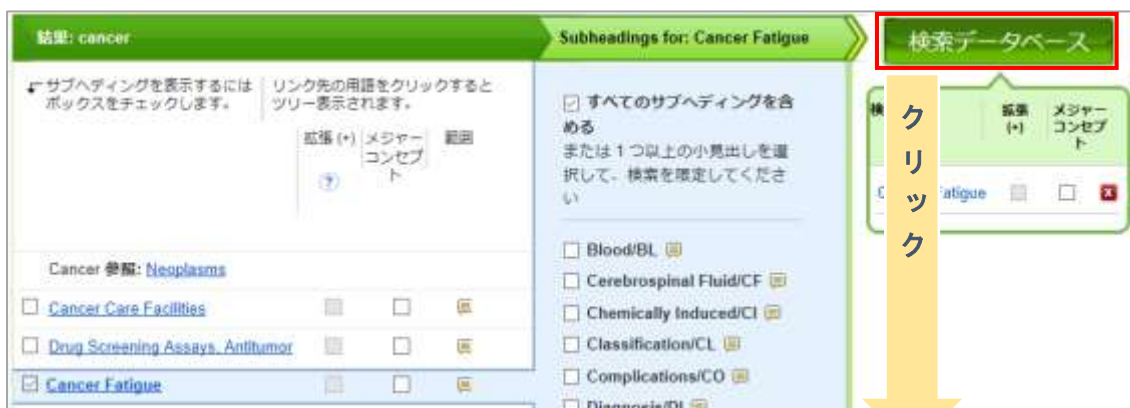 結果: cancer
Subheadings for: Cancer Fatigue
検索データベース
サブヘディングを表示するには
ボックスをチェックします。
リンク先の用語をクリックすると
ツリー表示されます。
拡張 (+)
メジャー
コンセプ
ト
範囲
?
すべてのサブヘディングを含
める
または１つ以上の小見出しを選
択して、検索を限定してくださ
い
検
拡張
(+)
メジャー
コンセプ
ト
atigue
クリック
Cancer 参照: Neoplasms
Cancer Care Facilities
Drug Screening Assays, Antitumor
Cancer Fatigue
Blood/BL
Cerebrospinal Fluid/CF
Chemically Induced/CI
Classification/CL
Complications/CO
Diagnosis/DI